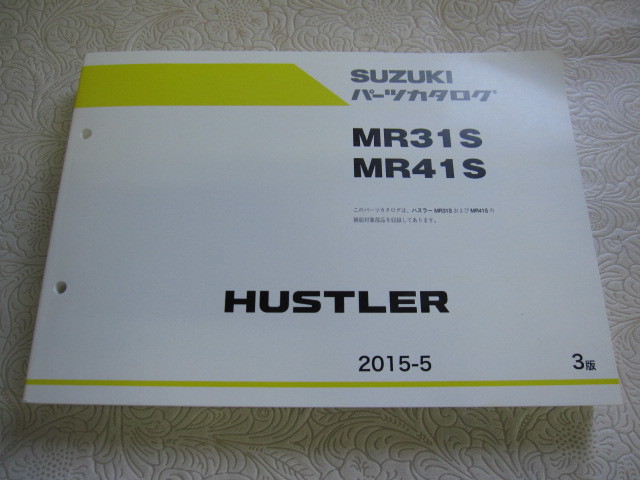 SUZUKI
パーツカタログ
MR31S
MR41S
このパーツカタログは、ハスラー MR31S および MR41S の
補給対象部品を収録してあります。
HUSTLER
2015-5
3版